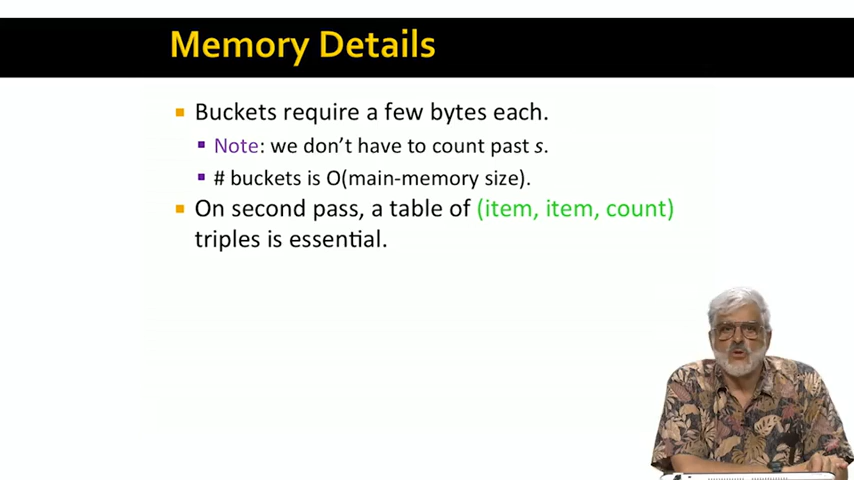 Memory Details
Buckets require a few bytes each.
Note: we don't have to count past s.
# buckets is O(main-memory size).
On second pass, a table of (item, item, count)
triples is essential.